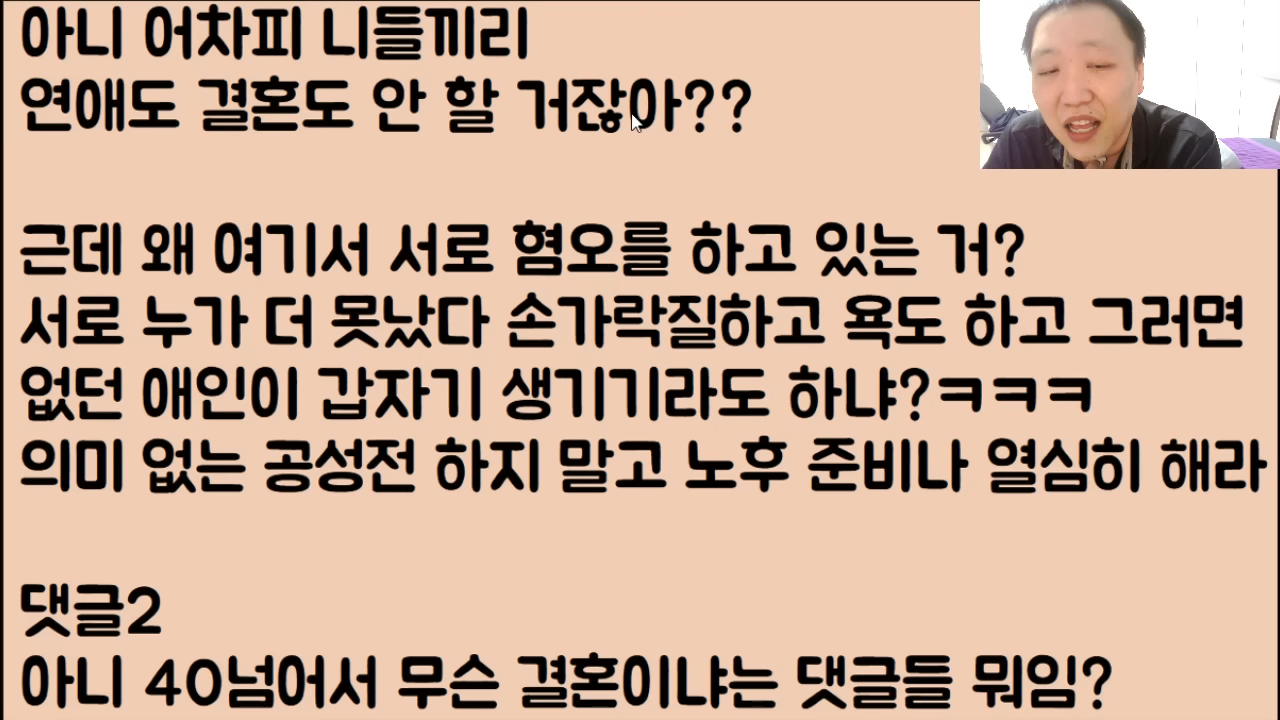 아니 어차피 니들끼리
연애도 결혼도 안 할 거잖아??
근데 왜 여기서 서로 혐오를 하고 있는 거?
서로 누가 더 못났다 손가락질하고 욕도 하고 그러면
없던 애인이 갑자기 생기기라도 하냐?ㅋㅋㅋ
의미 없는 공성전 하지 말고 노후 준비나 열심히 해라
댓글2
아니 40넘어서 무슨 결혼이냐는 댓글들 뭐임?